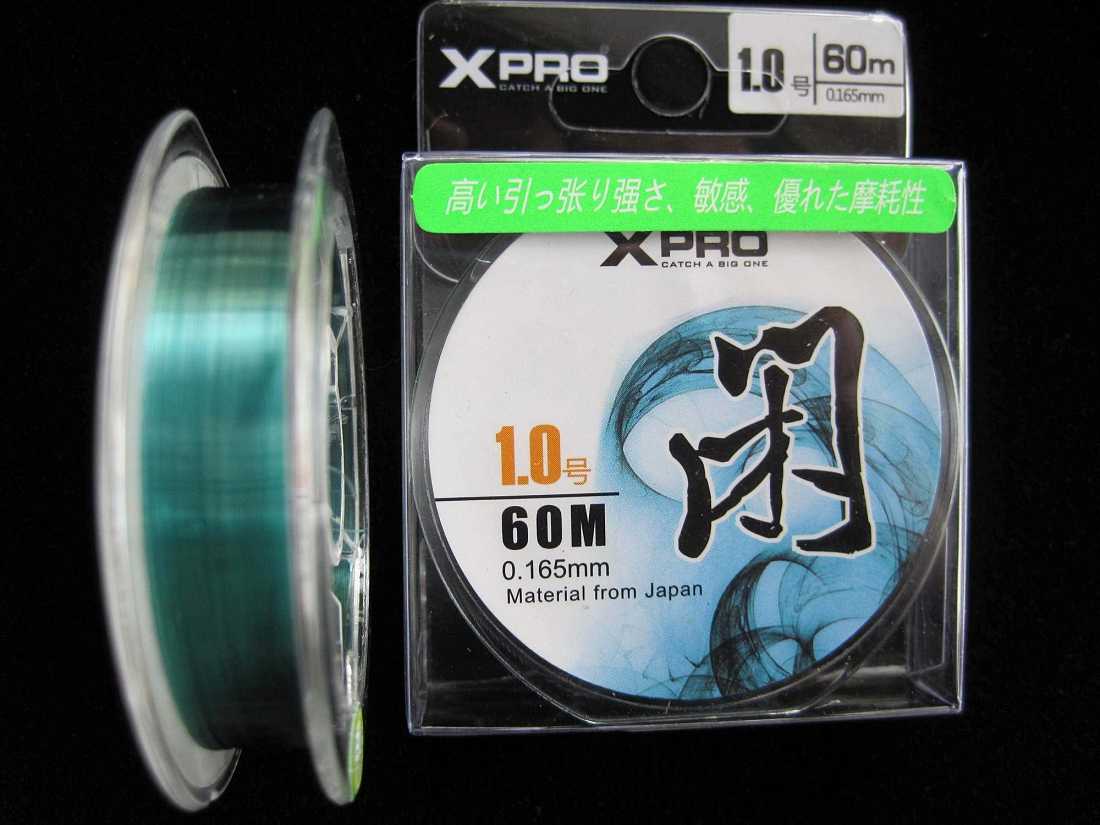 XPRO
CATCH A BIG ONE
1.0号
60m
0.165mm
高い引っ張り强さ、敏感、優れた摩耗性
XPRO
CATCH A BIG ONE
闲
1.0号
60M
0.165mm
Material from Japan